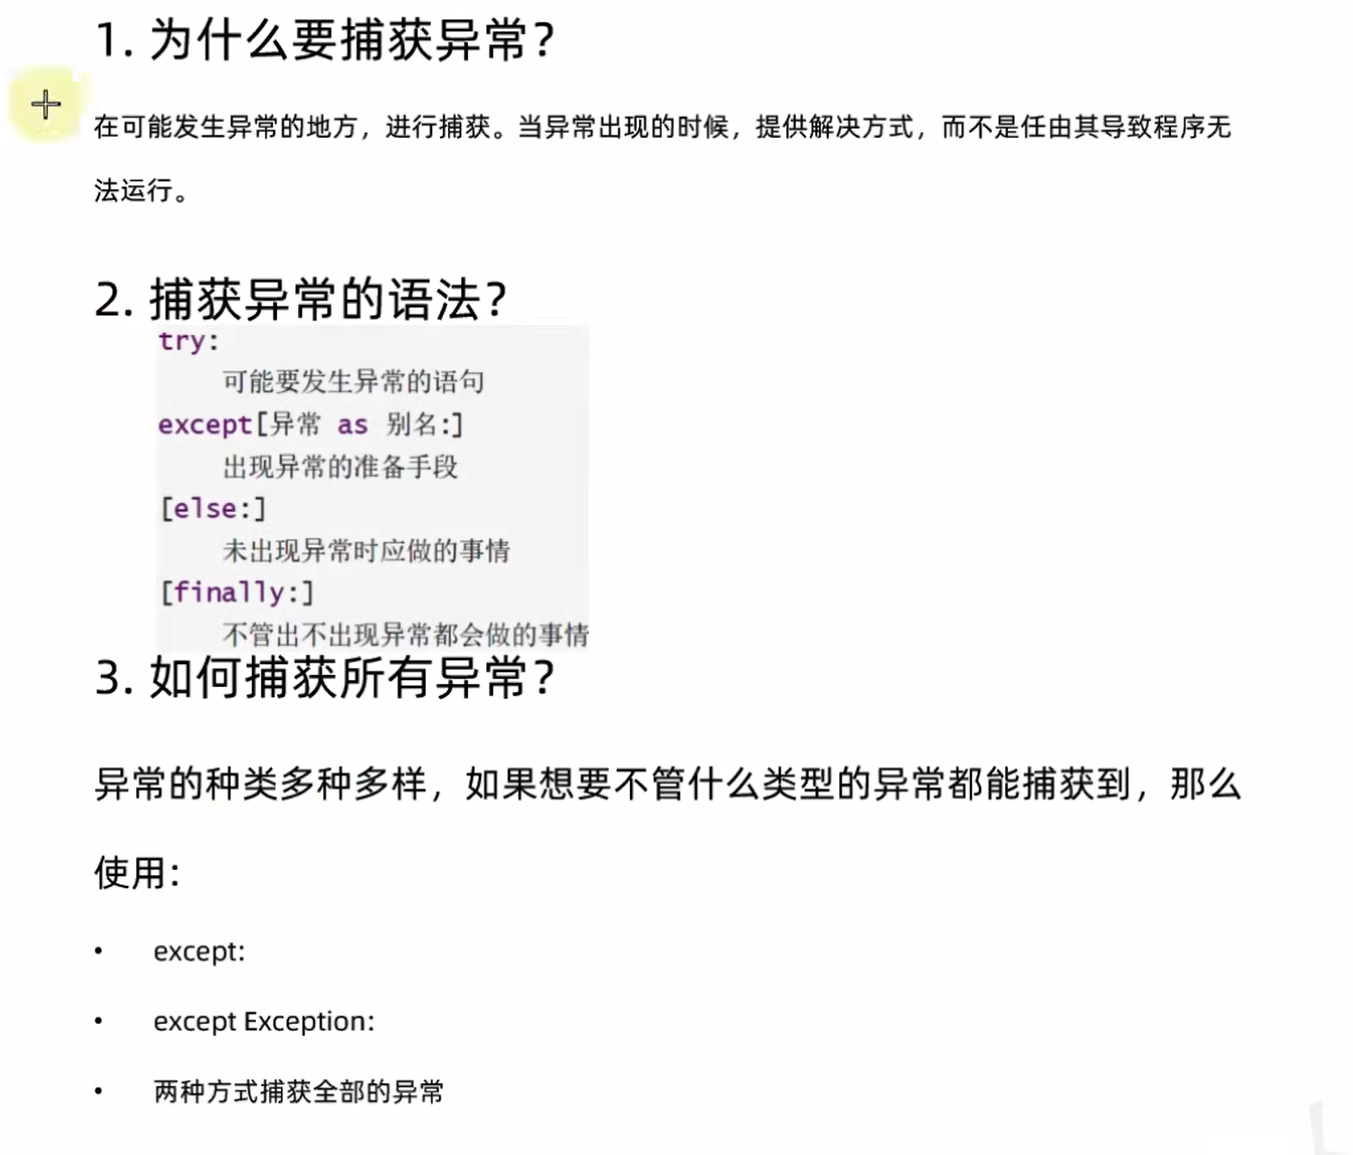 1. 为什么要捕获异常？
在可能发生异常的地方，进行捕获。当异常出现的时候，提供解决方式，而不是任由其导致程序无
法运行。
2. 捕获异常的语法？
try:
可能要发生异常的语句
except[异常 as 别名:]
出现异常的准备手段
[else:]
未出现异常时应做的事情
[finally:]
不管出不出现异常都会做的事情
3. 如何捕获所有异常？
异常的种类多种多样，如果想要不管什么类型的异常都能捕获到，那么
使用：
• except:
• except Exception:
• 两种方式捕获全部的异常